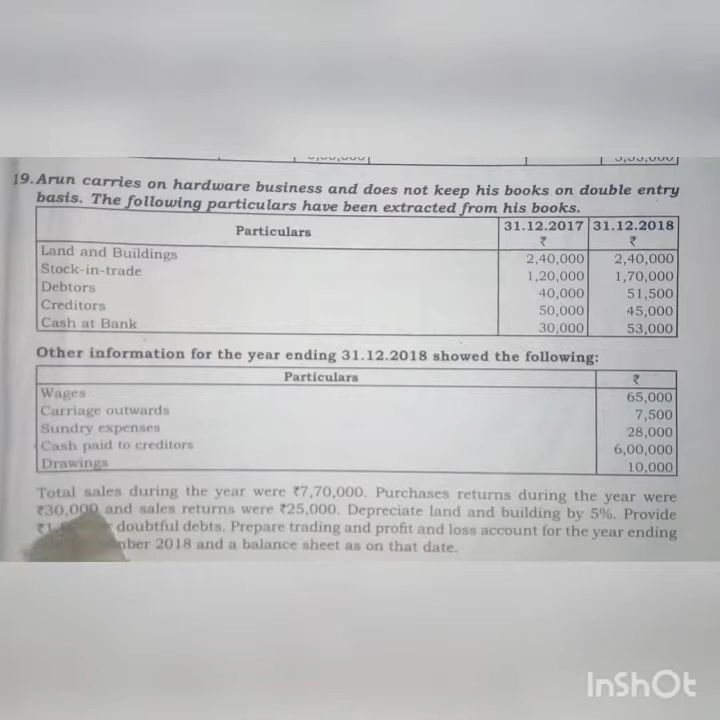 19. Arun carries on hardware business and does not keep his books on double entry
basis. The following particulars have been extracted from his books.
Particulars 31.12.2017 31.12.2018
₹ ₹
Land and Buildings 2,40,000 2,40,000
Stock-in-trade 1,20,000 1,70,000
Debtors 40,000 51,500
Creditors 50,000 45,000
Cash at Bank 30,000 53,000
Other information for the year ending 31.12.2018 showed the following:
Particulars ₹
Wages 65,000
Carriage outwards 7,500
Sundry expenses 28,000
Cash paid to creditors 6,00,000
Drawings 10,000
Total sales during the year were ₹7,70,000. Purchases returns during the year were
₹30,000 and sales returns were ₹25,000. Depreciate land and building by 5%. Provide
doubtful debts. Prepare trading and profit and loss account for the year ending
2018 and a balance sheet as on that date.
InShOt